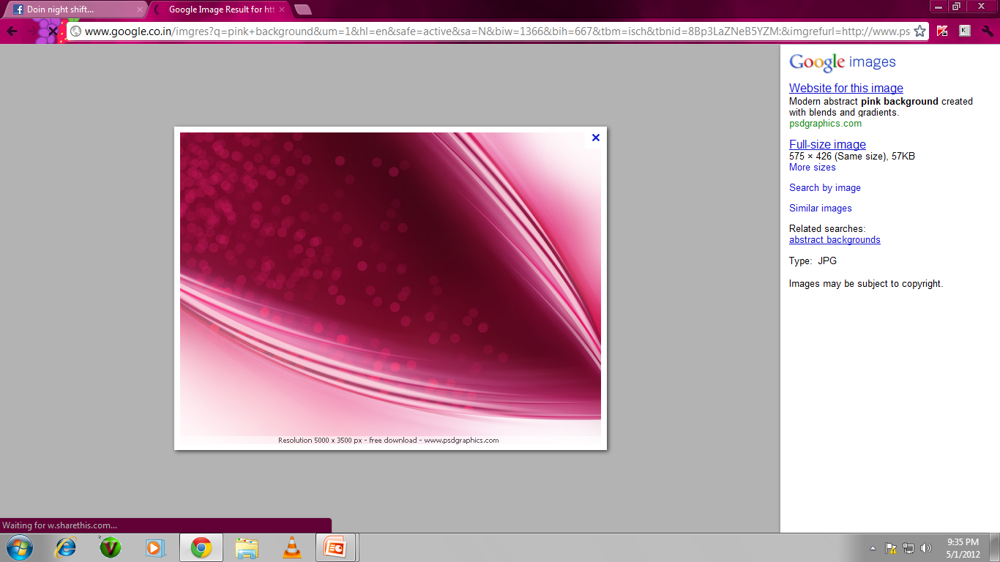 Doin night shift...
Google Image Result for htt
www.google.co.in/imgres?q=pink+background&um=1&hl=en&safe=active&sa=N&biw=1366&bih=667&tbm=isch&tbnid=8Bp3LaZNeB5YZM:&imgrefurl=http://www.ps
Google images
Website for this image
Modern abstract pink background created
with blends and gradients.
psdgraphics.com
Full-size image
575 × 426 (Same size), 57KB
More sizes
Search by image
Similar images
Related searches:
abstract backgrounds
Type: JPG
Images may be subject to copyright.
Resolution 5000 x 3500 px - free download - www.psdgraphics.com
Waiting for w.sharethis.com...
9:35 PM
5/1/2012